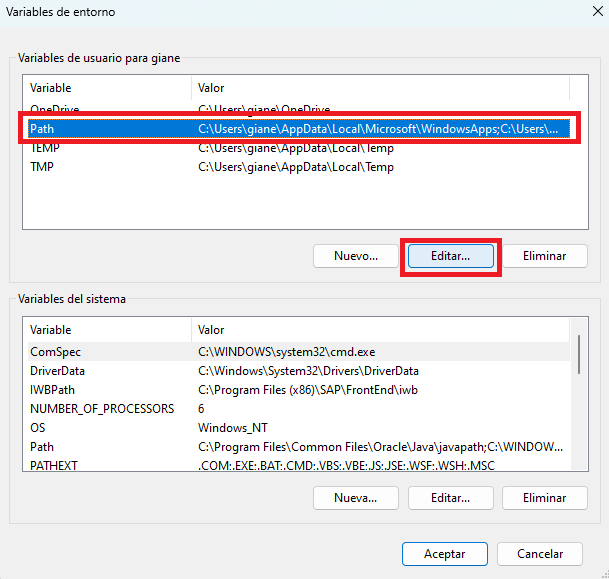 Variables de entorno
Variables de usuario para giane
Variable Valor
OneDrive C:\Users\giane\OneDrive
Path C:\Users\giane\AppData\Local\Microsoft\WindowsApps;C:\Users\...
TEMP C:\Users\giane\AppData\Local\Temp
TMP C:\Users\giane\AppData\Local\Temp
Nuevo... Editar... Eliminar
Variables del sistema
Variable Valor
ComSpec C:\WINDOWS\system32\cmd.exe
DriverData C:\Windows\System32\Drivers\DriverData
IWBPath C:\Program Files (x86)\SAP\FrontEnd\iwb
NUMBER_OF_PROCESSORS 6
OS Windows_NT
Path C:\Program Files\Common Files\Oracle\Java\javapath;C:\WINDOW...
PATHEXT .COM;.EXE;.BAT;.CMD;.VBS;.VBE;.JS;.JSE;.WSF;.WSH;.MSC
Nueva... Editar... Eliminar
Aceptar Cancelar